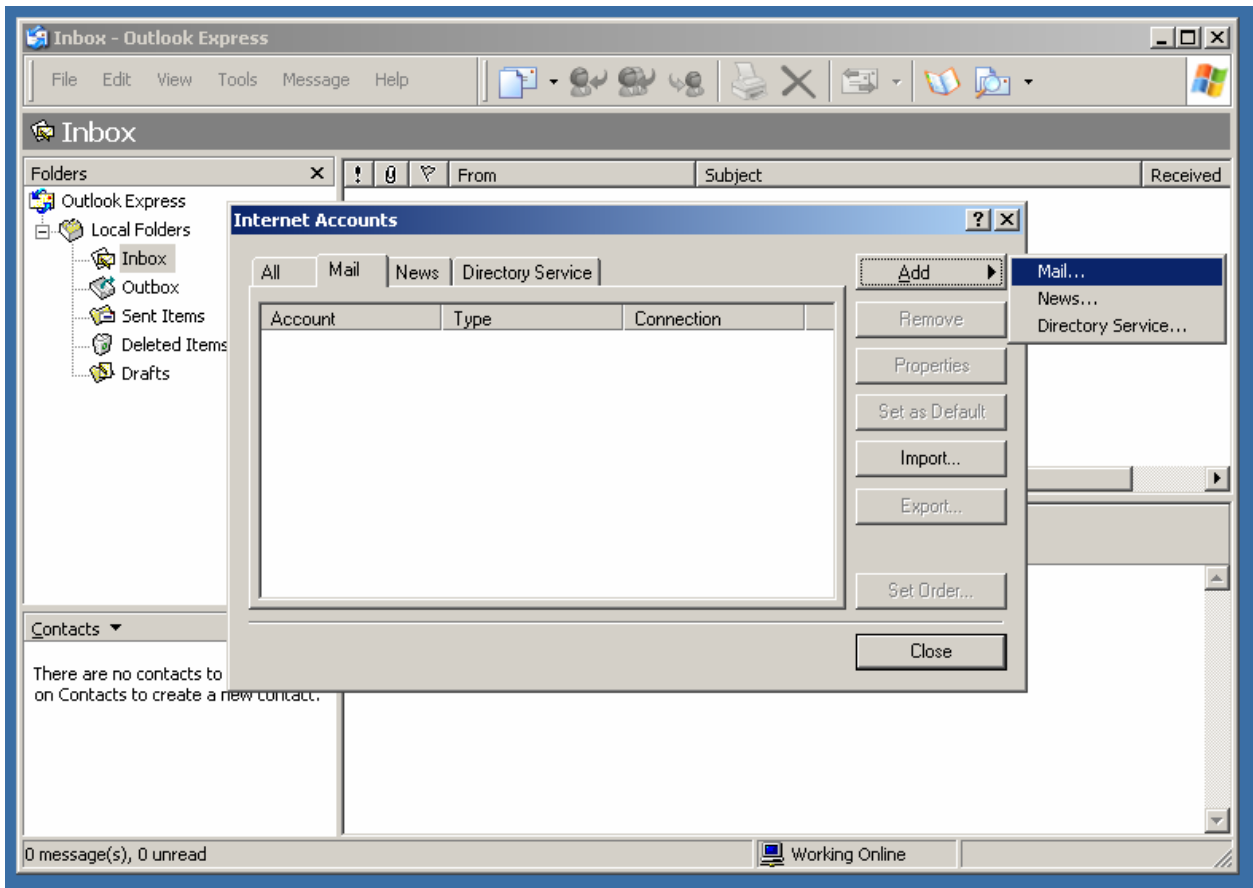 Inbox - Outlook Express
File Edit View Tools Message Help
Inbox
Folders
! From Subject Received
Outlook Express
Local Folders
Inbox
Outbox
Sent Items
Deleted Items
Drafts
Internet Accounts
All Mail News Directory Service
Account Type Connection
Add
Remove
Properties
Set as Default
Import...
Export...
Set Order...
Close
Mail...
News...
Directory Service...
Contacts
There are no contacts to
on Contacts to create a new contact.
0 message(s), 0 unread
Working Online